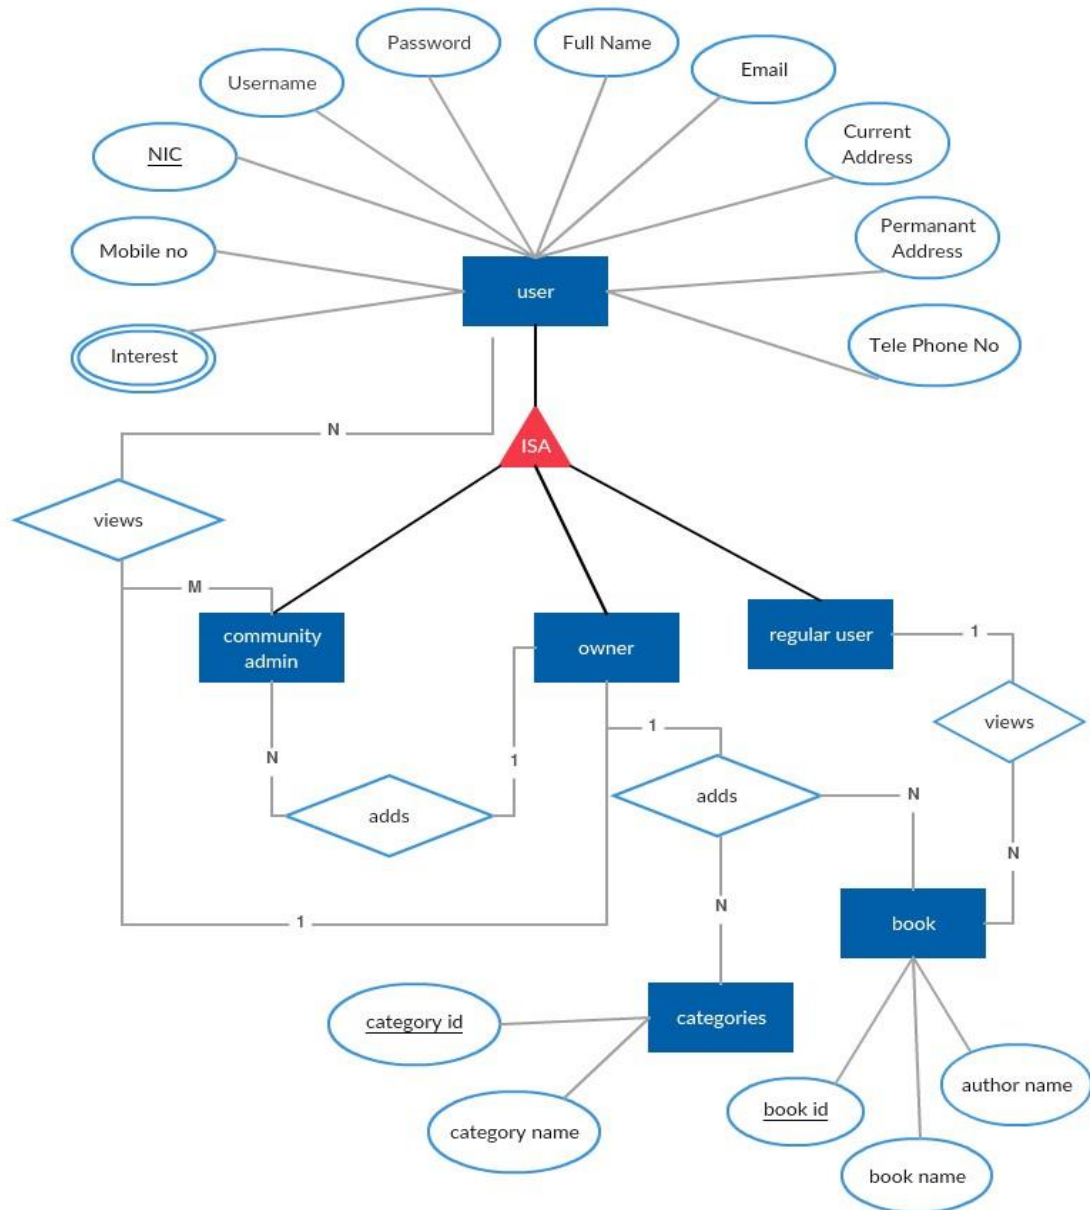 Password
Full Name
Username
Email
NIC
Current
Address
Mobile no
Permanant
Address
user
Interest
Tele Phone No
N
ISA
views
M
community
admin
owner
regular user
1
views
N
1
1
adds
adds
N
N
N
1
book
categories
category id
category name
book id
author name
book name